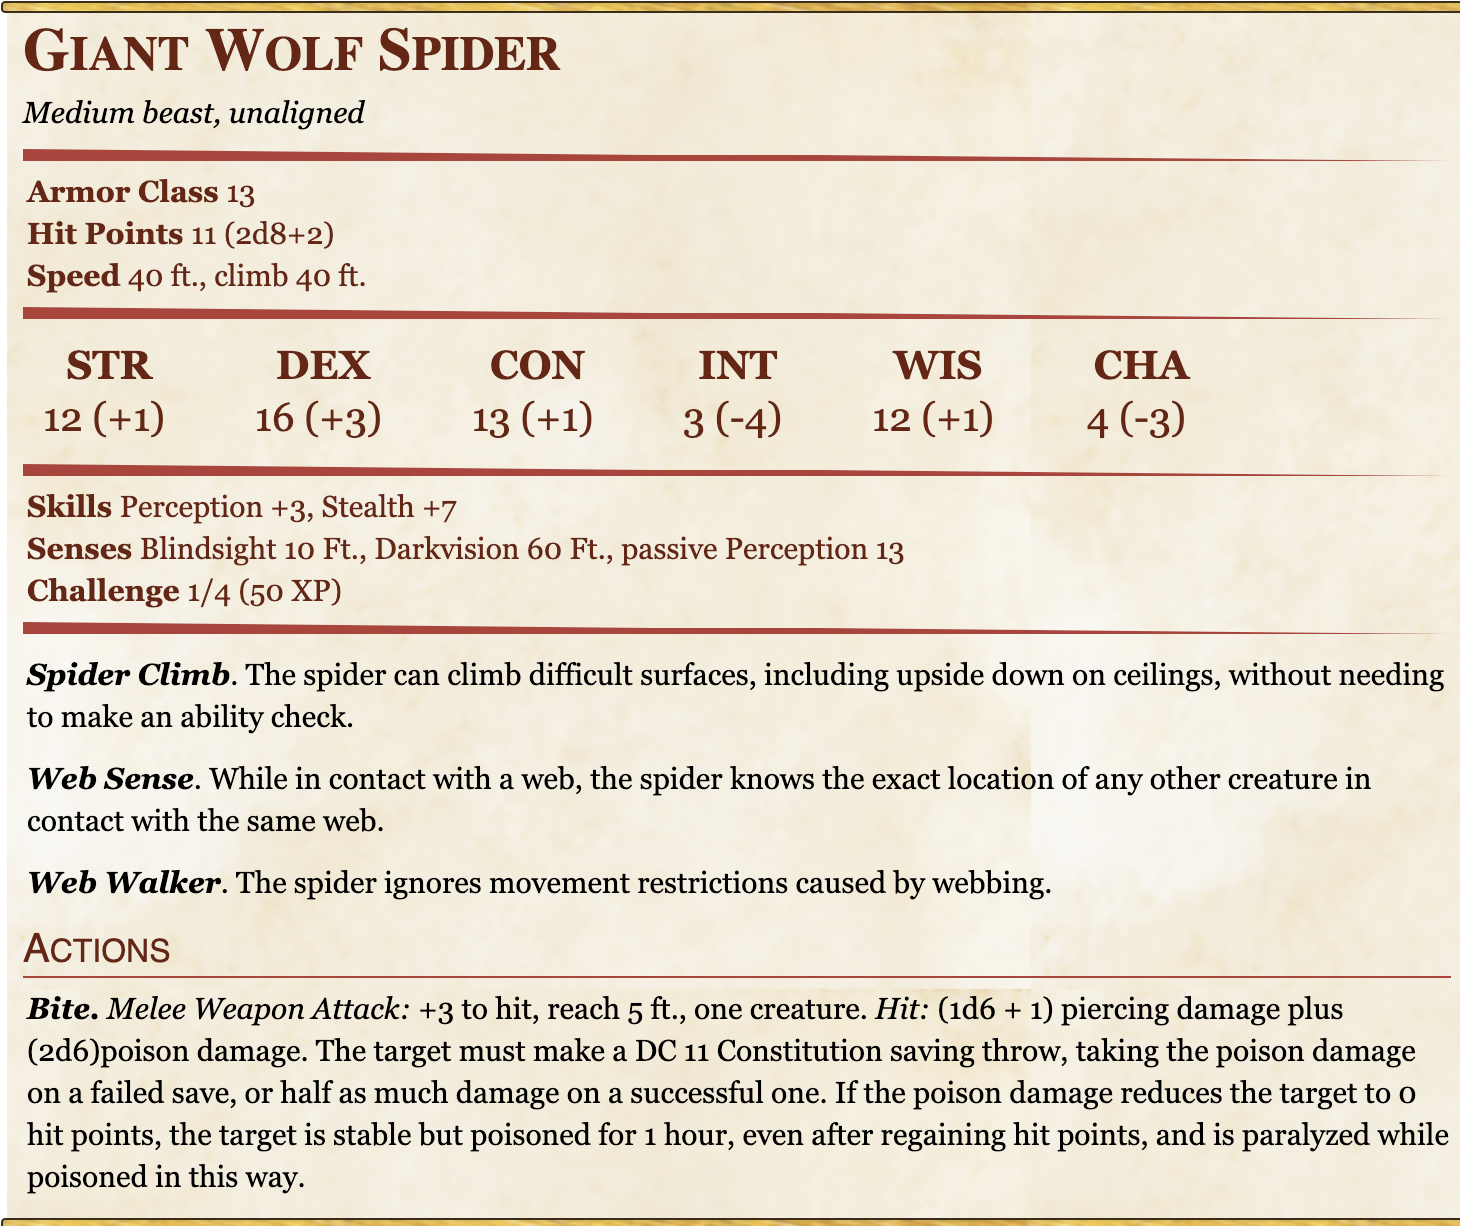 GIANT WOLF SPIDER
Medium beast, unaligned
Armor Class 13
Hit Points 11 (2d8+2)
Speed 40 ft., climb 40 ft.
STR DEX CON INT WIS CHA
12 (+1) 16 (+3) 13 (+1) 3 (-4) 12 (+1) 4 (-3)
Skills Perception +3, Stealth +7
Senses Blindsight 10 Ft., Darkvision 60 Ft., passive Perception 13
Challenge 1/4 (50 XP)
Spider Climb. The spider can climb difficult surfaces, including upside down on ceilings, without needing
to make an ability check.
Web Sense. While in contact with a web, the spider knows the exact location of any other creature in
contact with the same web.
Web Walker. The spider ignores movement restrictions caused by webbing.
ACTIONS
Bite. Melee Weapon Attack: +3 to hit, reach 5 ft., one creature. Hit: (1d6 + 1) piercing damage plus
(2d6)poison damage. The target must make a DC 11 Constitution saving throw, taking the poison damage
on a failed save, or half as much damage on a successful one. If the poison damage reduces the target to 0
hit points, the target is stable but poisoned for 1 hour, even after regaining hit points, and is paralyzed while
poisoned in this way.